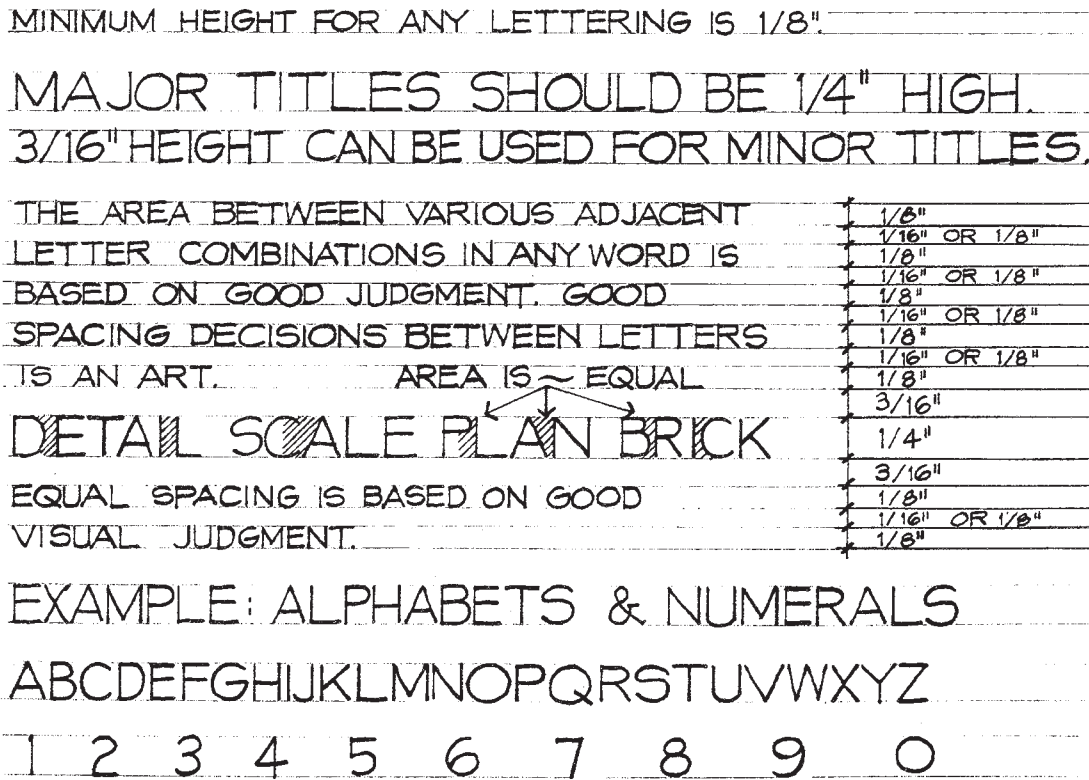 MINIMUM HEIGHT FOR ANY LETTERING IS 1/8".
MAJOR TITLES SHOULD BE 1/4" HIGH.
3/16" HEIGHT CAN BE USED FOR MINOR TITLES.
THE AREA BETWEEN VARIOUS ADJACENT
LETTER COMBINATIONS IN ANY WORD IS
BASED ON GOOD JUDGMENT. GOOD
SPACING DECISIONS BETWEEN LETTERS
IS AN ART. AREA IS ~ EQUAL
DETAIL SCALE PLAN BRICK
EQUAL SPACING IS BASED ON GOOD
VISUAL JUDGMENT.
1/8"
1/16" OR 1/8"
1/8"
1/16" OR 1/8"
1/8"
1/16" OR 1/8"
1/8"
1/16" OR 1/8"
1/8"
3/16"
1/4"
3/16"
1/8"
1/16" OR 1/8"
1/8"
EXAMPLE: ALPHABETS & NUMERALS
ABCDEFGHIJKLMNOPQRSTUVWXYZ
1 2 3 4 5 6 7 8 9 0